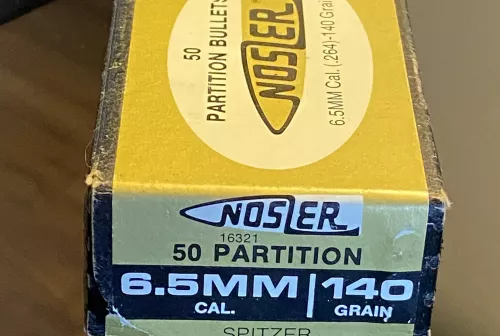 50
PARTITION BULLETS
NOSLER
6.5MM Cal. (.264)-140 Grain
NOSLER
16321
50 PARTITION
6.5MM 140
CAL. GRAIN
SPITZER